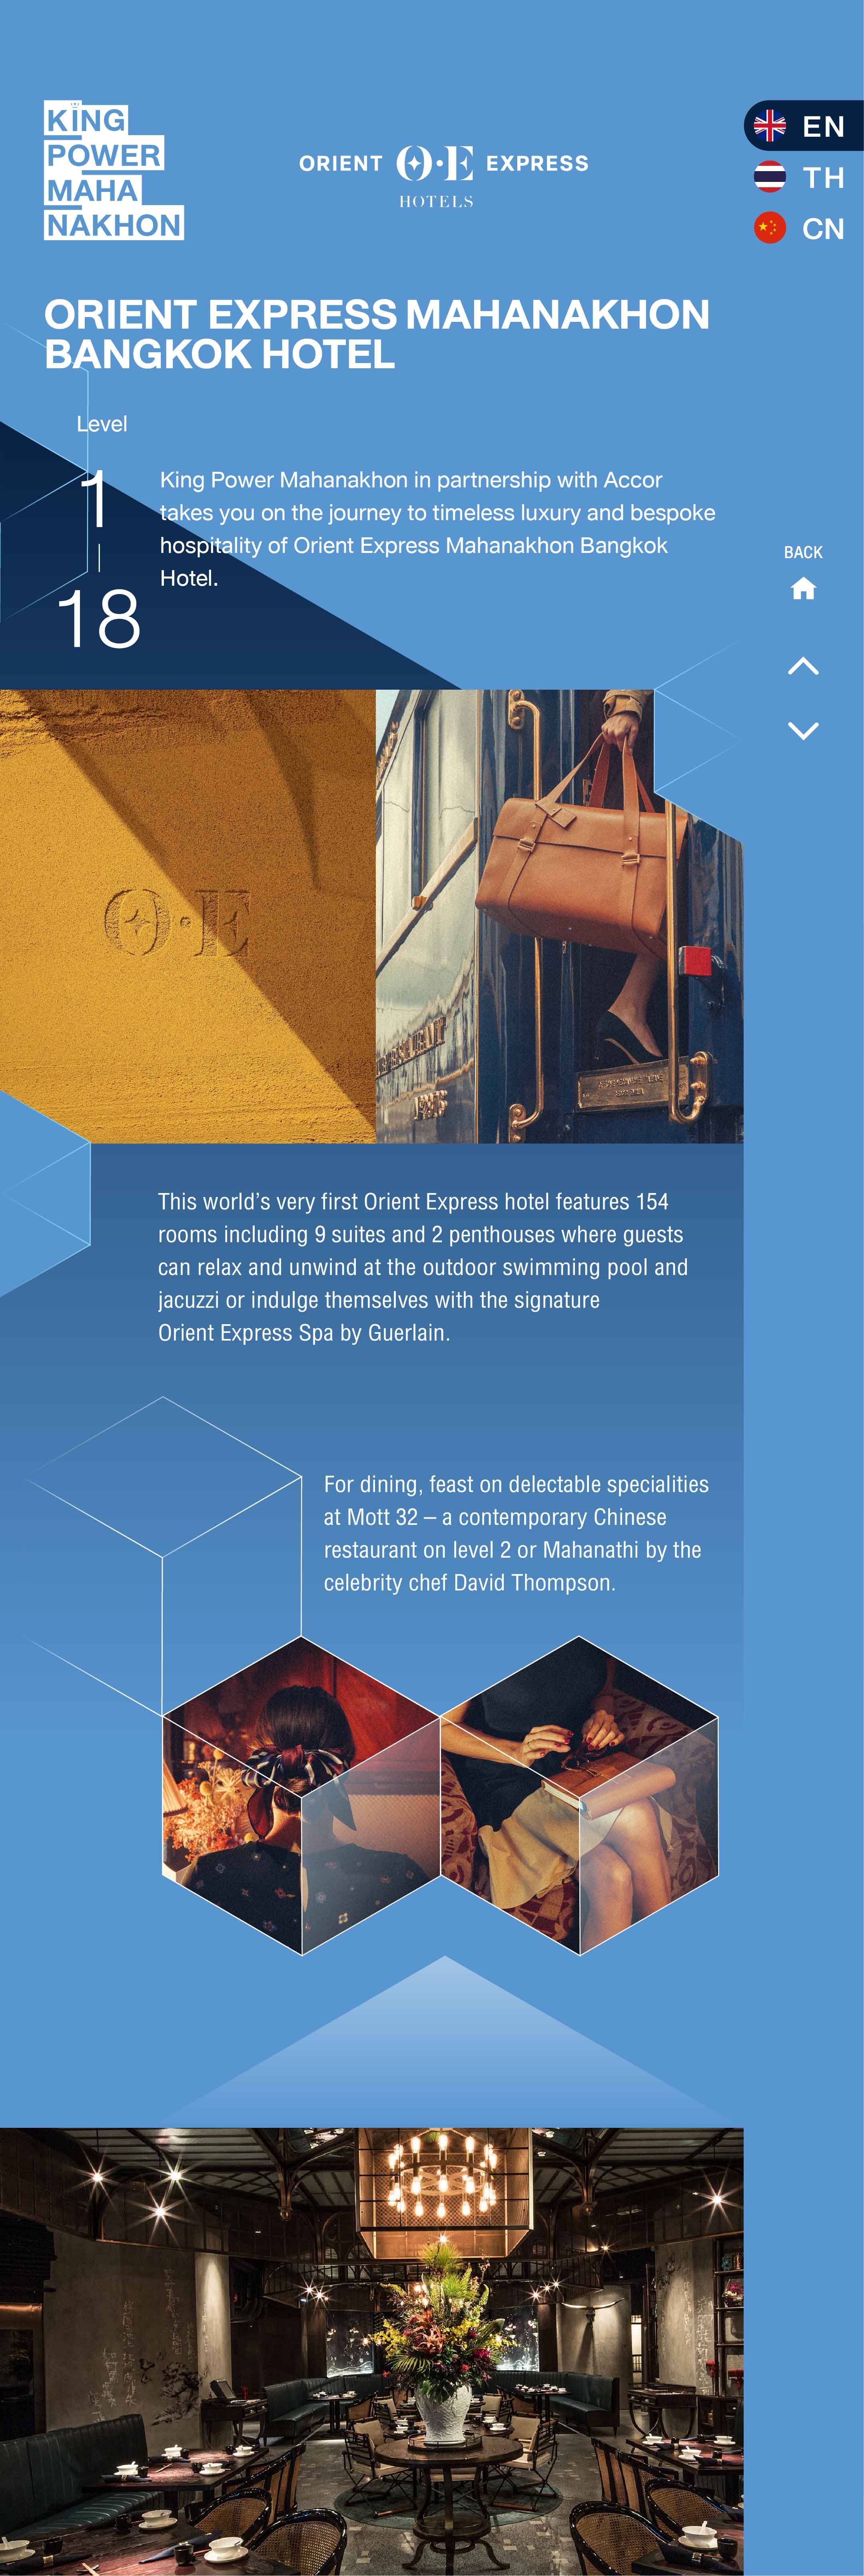 KING
POWER
MAHA
NAKHON
ORIENT O·E EXPRESS
HOTELS
EN
TH
CN
ORIENT EXPRESS MAHANAKHON
BANGKOK HOTEL
Level
1
18
King Power Mahanakhon in partnership with Accor
takes you on the journey to timeless luxury and bespoke
hospitality of Orient Express Mahanakhon Bangkok
Hotel.
BACK
O·E
This world’s very first Orient Express hotel features 154
rooms including 9 suites and 2 penthouses where guests
can relax and unwind at the outdoor swimming pool and
jacuzzi or indulge themselves with the signature
Orient Express Spa by Guerlain.
For dining, feast on delectable specialities
at Mott 32 – a contemporary Chinese
restaurant on level 2 or Mahanathi by the
celebrity chef David Thompson.